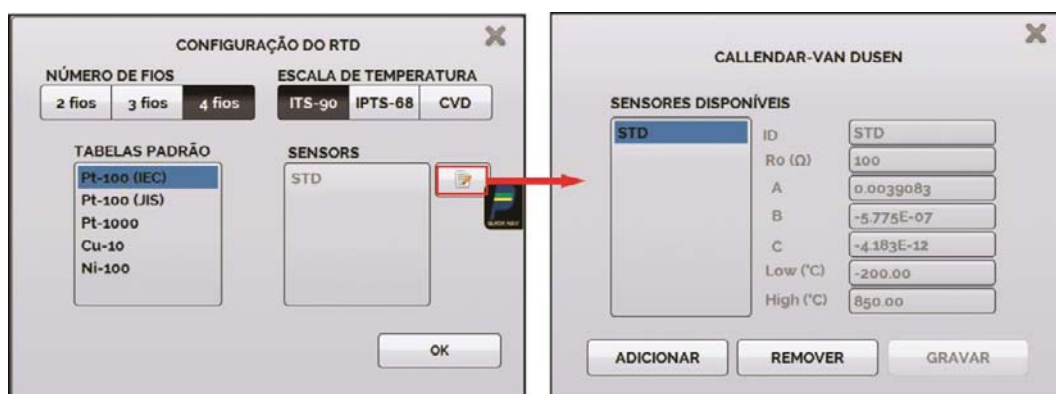 CONFIGURAÇÃO DO RTD
NÚMERO DE FIOS
2 fios
3 fios
4 fios
ESCALA DE TEMPERATURA
ITS-90
IPTS-68
CVD
TABELAS PADRÃO
Pt-100 (IEC)
Pt-100 (JIS)
Pt-1000
Cu-10
Ni-100
SENSORS
STD
QUICK NAV
OK
CALLENDAR-VAN DUSEN
SENSORES DISPONÍVEIS
STD
ID STD
Ro (Ω) 100
A 0.0039083
B -5.775E-07
C -4.183E-12
Low (°C) -200.00
High (°C) 850.00
ADICIONAR
REMOVER
GRAVAR